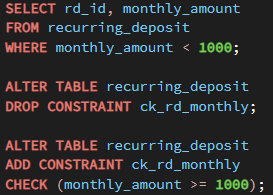 SELECT rd_id, monthly_amount
FROM recurring_deposit
WHERE monthly_amount < 1000;
ALTER TABLE recurring_deposit
DROP CONSTRAINT ck_rd_monthly;
ALTER TABLE recurring_deposit
ADD CONSTRAINT ck_rd_monthly
CHECK (monthly_amount >= 1000);